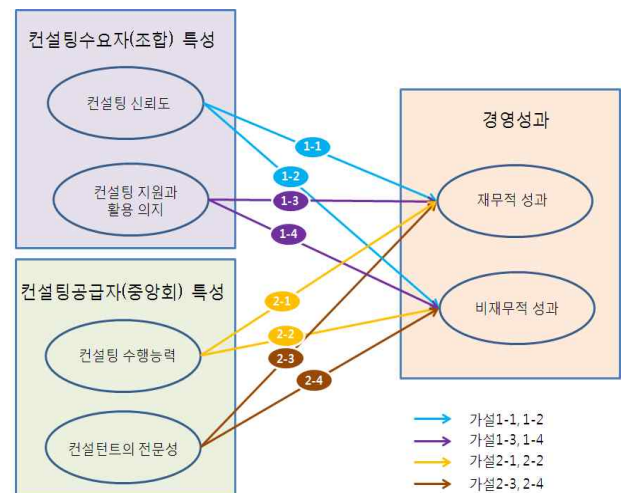 컨설팅수요자(조합) 특성
컨설팅 신뢰도
컨설팅 지원과
활용 의지
컨설팅공급자(중앙회) 특성
컨설팅 수행능력
컨설턴트의 전문성
1-1
1-2
1-3
1-4
2-1
2-2
2-3
2-4
경영성과
재무적 성과
비재무적 성과
가설1-1, 1-2
가설1-3, 1-4
가설2-1, 2-2
가설2-3, 2-4